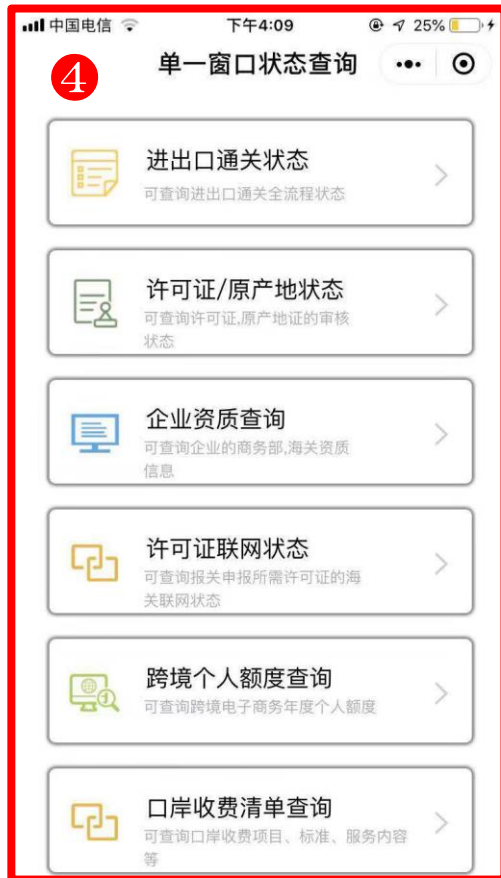 中国电信 下午4:09 25%
4 单一窗口状态查询
进出口通关状态
可查询进出口通关全流程状态
许可证/原产地状态
可查询许可证,原产地证的审核
状态
企业资质查询
可查询企业的商务部,海关资质
信息
许可证联网状态
可查询报关申报所需许可证的海
关联网状态
跨境个人额度查询
可查询跨境电子商务年度个人额度
口岸收费清单查询
可查询口岸收费项目、标准、服务内容
等